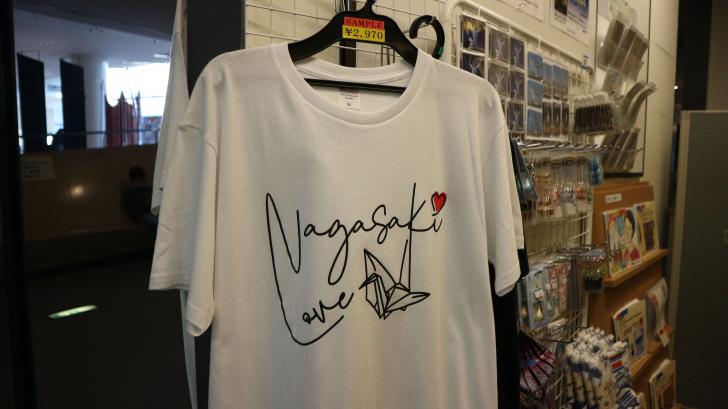 SAMPLE
¥2,970
Nagasaki
Love